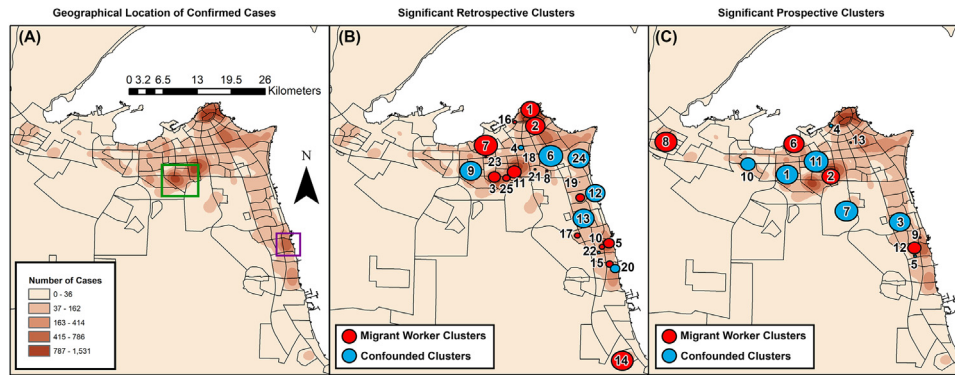 Geographical Location of Confirmed Cases
(A)
0 3.2 6.5 13 19.5 26
Kilometers
N
Number of Cases
0 - 36
37 - 162
163 - 414
415 - 786
787 - 1,531
Significant Retrospective Clusters
(B)
1
16
2
7
4
6
24
18
23
9
21
8
3
25
11
19
12
13
17
10
5
22
15
20
14
Migrant Worker Clusters
Confounded Clusters
Significant Prospective Clusters
(C)
4
8
6
13
11
10
1
2
7
3
9
12
5
Migrant Worker Clusters
Confounded Clusters